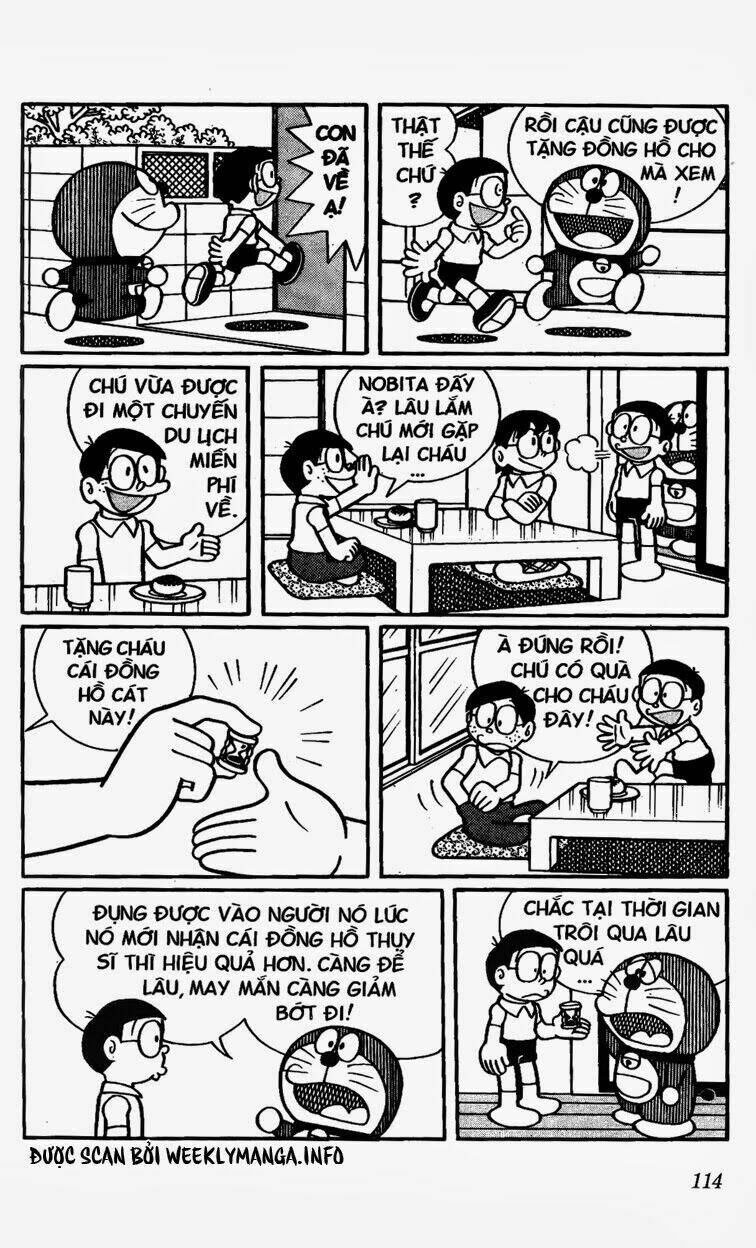 RỒI CẬU CŨNG ĐƯỢC
TẶNG ĐỒNG HỒ CHO
MÀ XEM
!
THẬT
THẾ
CHỨ
?
CON
ĐÃ
VỀ
Ạ!
NOBITA ĐẤY
À? LÂU LẮM
CHÚ MỚI GẶP
LẠI CHÁU
...
CHÚ VỪA ĐƯỢC
ĐI MỘT CHUYẾN
DU LỊCH
MIỄN
PHÍ
VỀ.
À ĐÚNG RỒI!
CHÚ CÓ QUÀ
CHO CHÁU
ĐÂY!
TẶNG CHÁU
CÁI ĐỒNG
HỒ CÁT
NÀY!
CHẮC TẠI THỜI GIAN
TRÔI QUA LÂU
QUÁ
...
ĐỤNG ĐƯỢC VÀO NGƯỜI NÓ LÚC
NÓ MỚI NHẬN CÁI ĐỒNG HỒ THỤY
SĨ THÌ HIỆU QUẢ HƠN. CÀNG ĐỂ
LÂU, MAY MẮN CÀNG GIẢM
BỚT ĐI!
ĐƯỢC SCAN BỞI WEEKLYMANGA.INFO
114